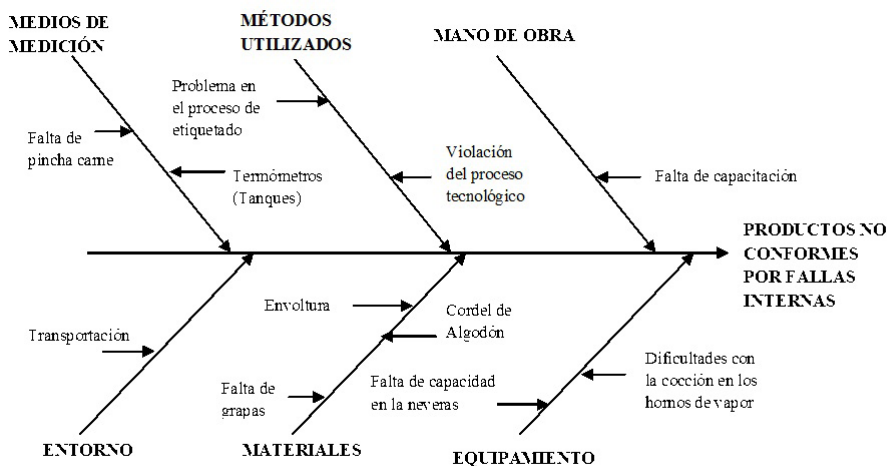 MEDIOS DE
MEDICIÓN
MÉTODOS
UTILIZADOS
MANO DE OBRA
Problema en
el proceso de
etiquetado
Falta de
pincha carne
Termómetros
(Tanques)
Violación
del proceso
tecnológico
Falta de capacitación
PRODUCTOS NO
CONFORMES
POR FALLAS
INTERNAS
Envoltura
Cordel de
Algodón
Transportación
Falta de
grapas
Falta de capacidad
en la neveras
Dificultades con
la cocción en los
hornos de vapor
ENTORNO
MATERIALES
EQUIPAMIENTO